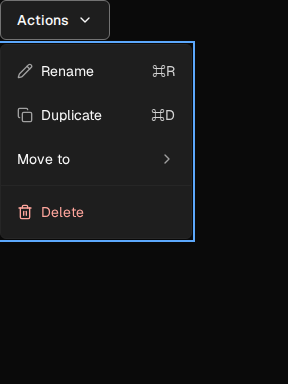 Actions
Rename ⌘R
Duplicate ⌘D
Move to
Delete